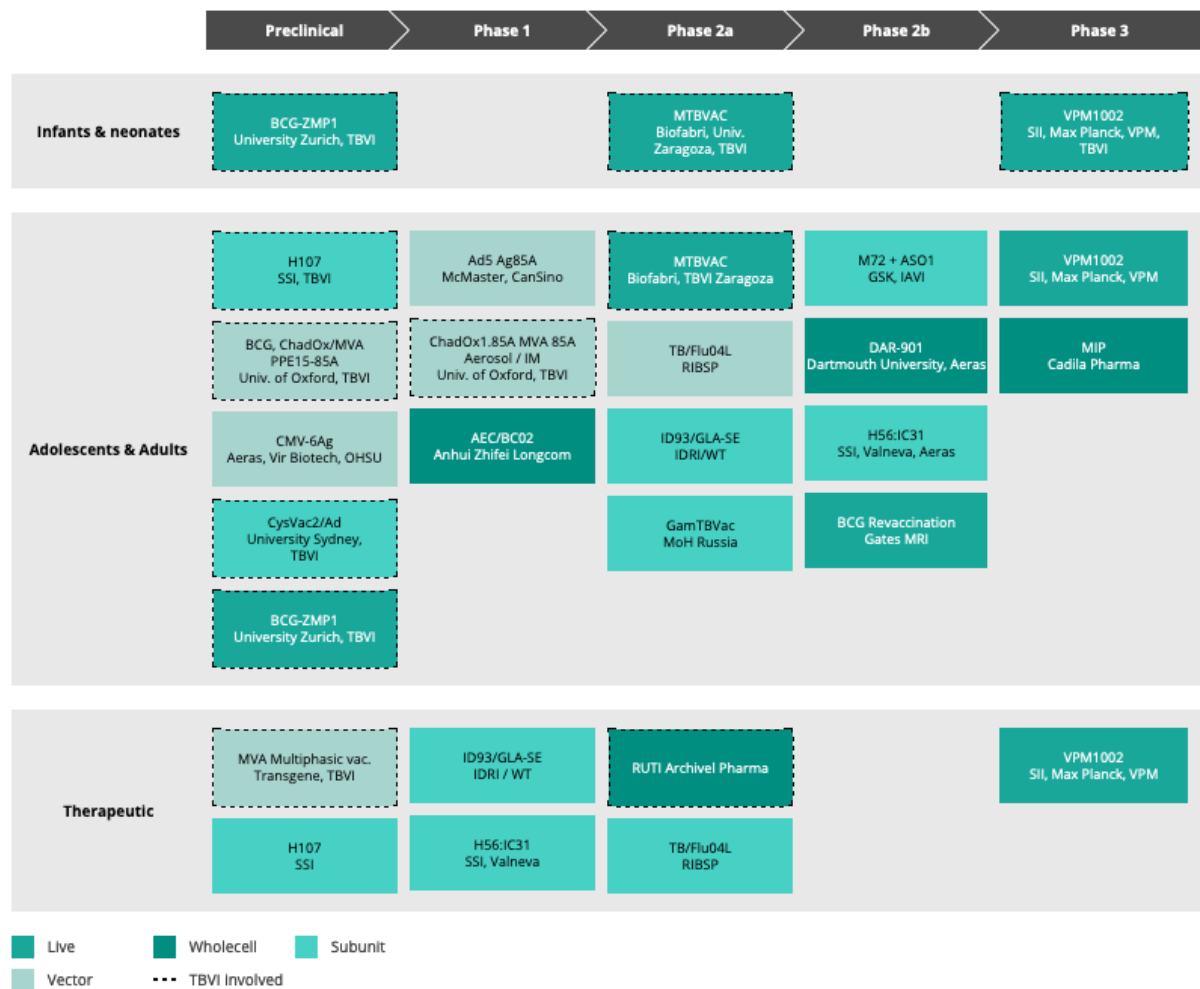 Preclinical
Phase 1
Phase 2a
Phase 2b
Phase 3
Infants & neonates
BCG-ZMP1
University Zurich, TBVI
MTBVAC
Biofabri, Univ.
Zaragoza, TBVI
VPM1002
SII, Max Planck, VPM,
TBVI
Adolescents & Adults
H107
SSI, TBVI
Ad5 Ag85A
McMaster, CanSino
MTBVAC
Biofabri, TBVI Zaragoza
M72 + ASO1
GSK, IAVI
VPM1002
SII, Max Planck, VPM
BCG, ChadOx/MVA
PPE15-85A
Univ. of Oxford, TBVI
ChadOx1.85A MVA 85A
Aerosol / IM
Univ. of Oxford, TBVI
TB/Flu04L
RIBSP
DAR-901
Dartmouth University, Aeras
MIP
Cadila Pharma
CMV-6Ag
Aeras, Vir Biotech, OHSU
AEC/BC02
Anhui Zhifei Longcom
ID93/GLA-SE
IDRI/WT
H56:IC31
SSI, Valneva, Aeras
CysVac2/Ad
University Sydney,
TBVI
GamTBVac
MoH Russia
BCG Revaccination
Gates MRI
BCG-ZMP1
University Zurich, TBVI
Therapeutic
MVA Multiphasic vac.
Transgene, TBVI
ID93/GLA-SE
IDRI / WT
RUTI Archivel Pharma
VPM1002
SII, Max Planck, VPM
H107
SSI
H56:IC31
SSI, Valneva
TB/Flu04L
RIBSP
Live
Wholecell
Subunit
Vector
TBVI Involved